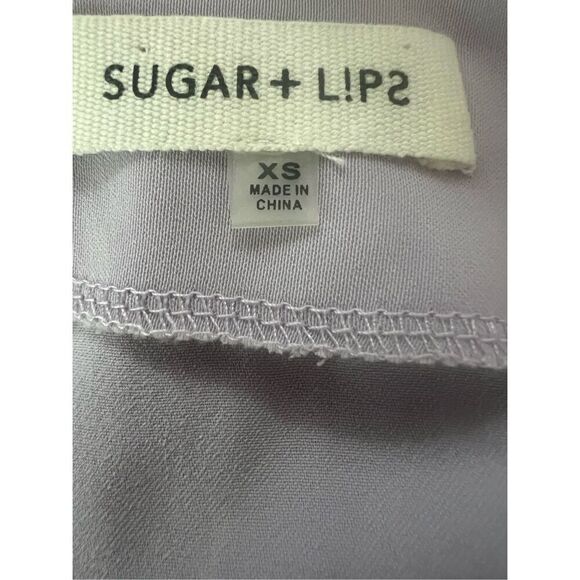 SUGAR + L!PS
XS
MADE IN
CHINA